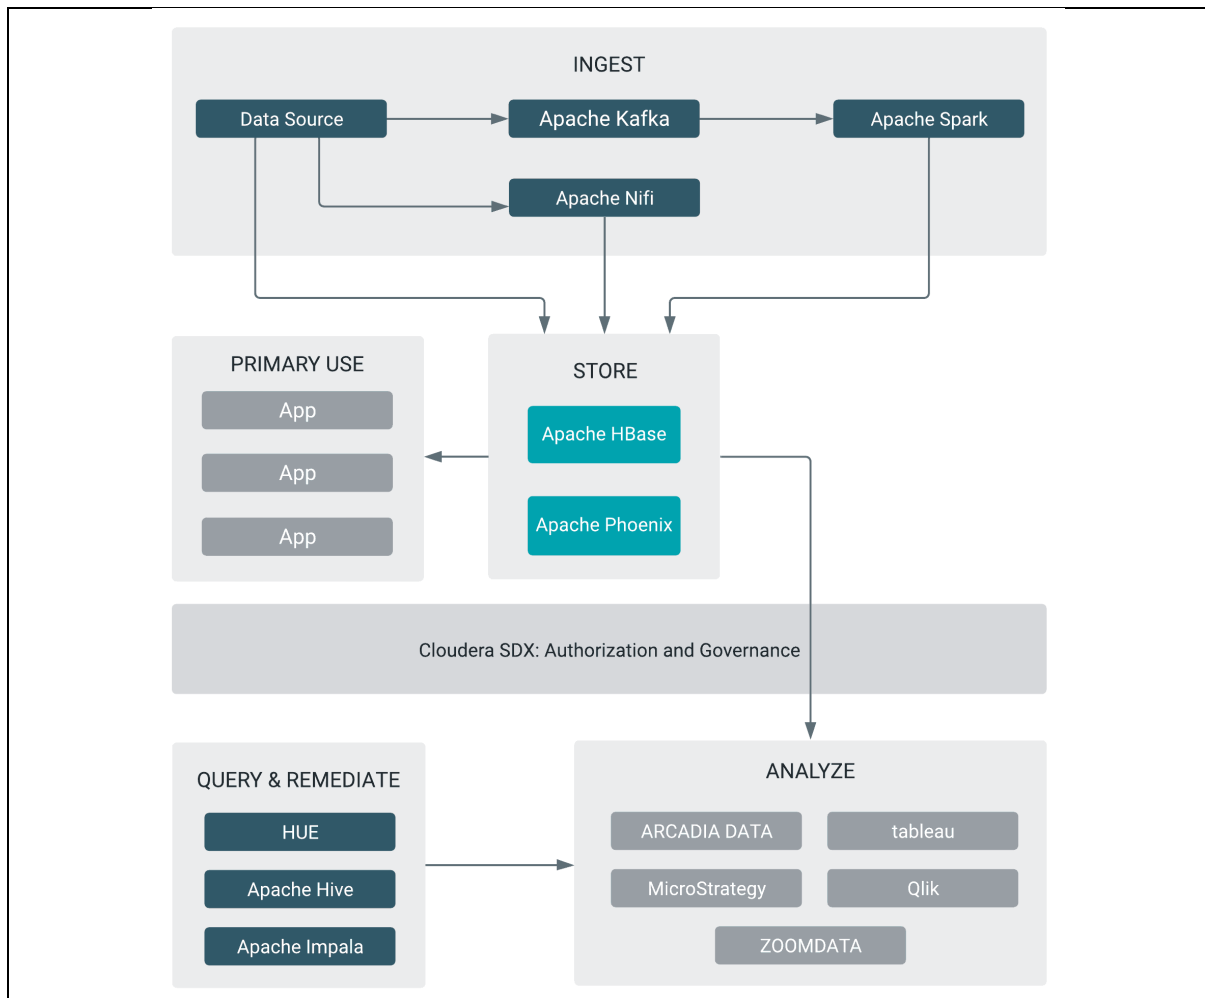 INGEST
Data Source
Apache Kafka
Apache Spark
Apache Nifi
PRIMARY USE
App
App
App
STORE
Apache HBase
Apache Phoenix
Cloudera SDX: Authorization and Governance
QUERY & REMEDIATE
HUE
Apache Hive
Apache Impala
ANALYZE
ARCADIA DATA
tableau
MicroStrategy
Qlik
ZOOMDATA